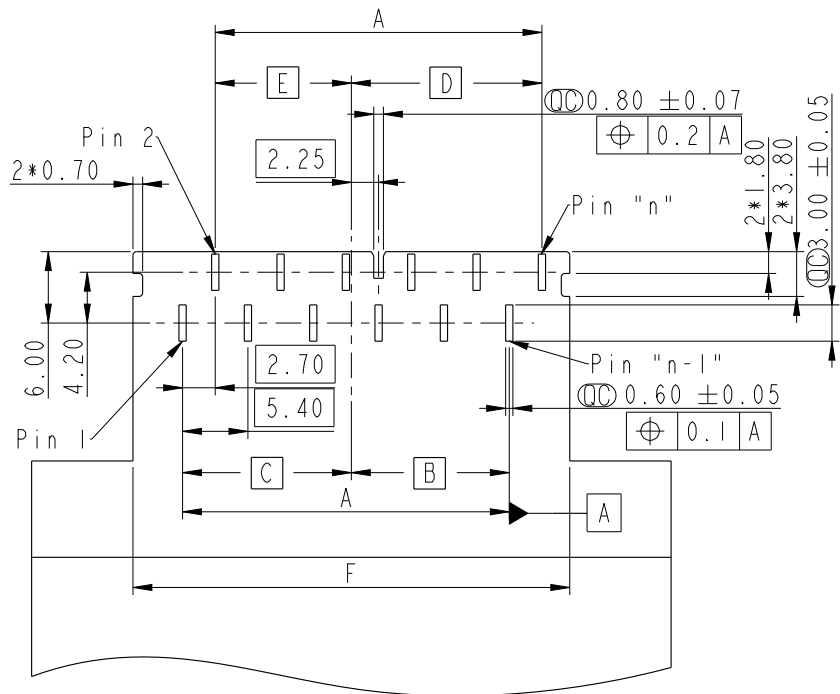 A
E
D
QC 0.80 ±0.07
⌖ 0.2 A
Pin 2
2.25
2*0.70
Pin "n"
2*1.80
2*3.80
QC 3.00 ±0.05
6.00
4.20
2.70
5.40
Pin "n-1"
QC 0.60 ±0.05
⌖ 0.1 A
Pin 1
C
B
A
A
F